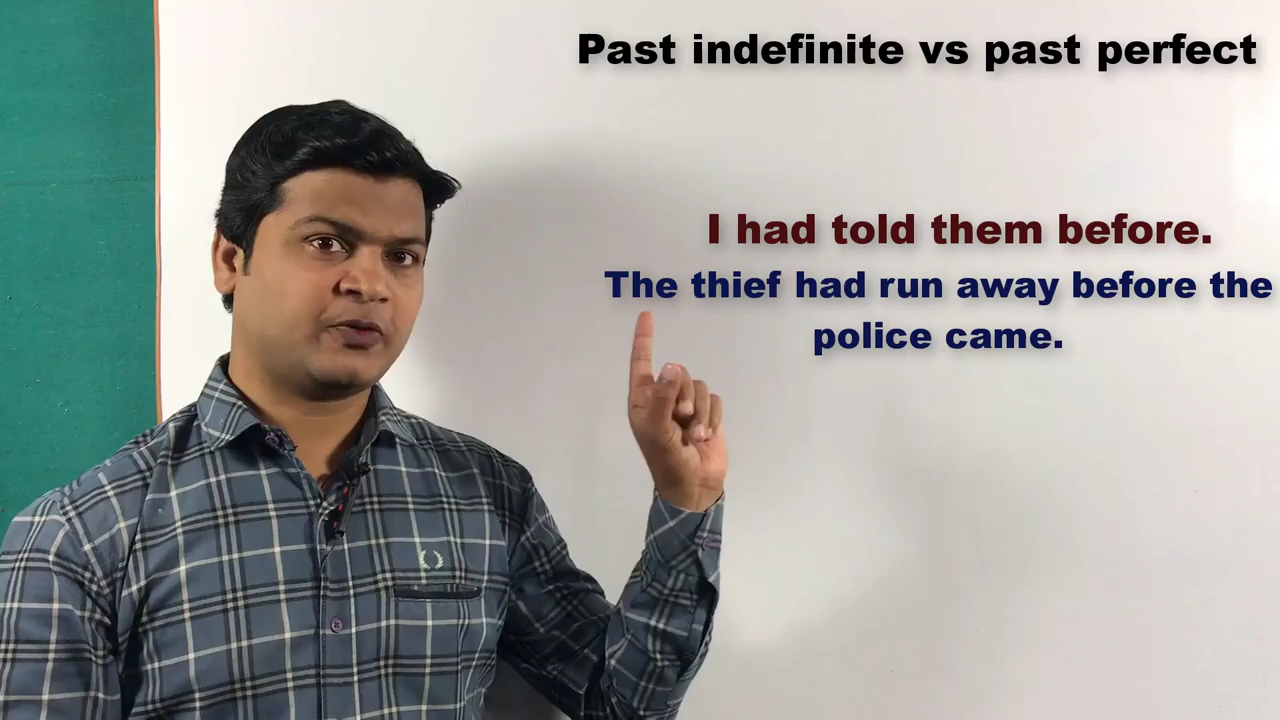 Past indefinite vs past perfect
I had told them before.
The thief had run away before the
police came.